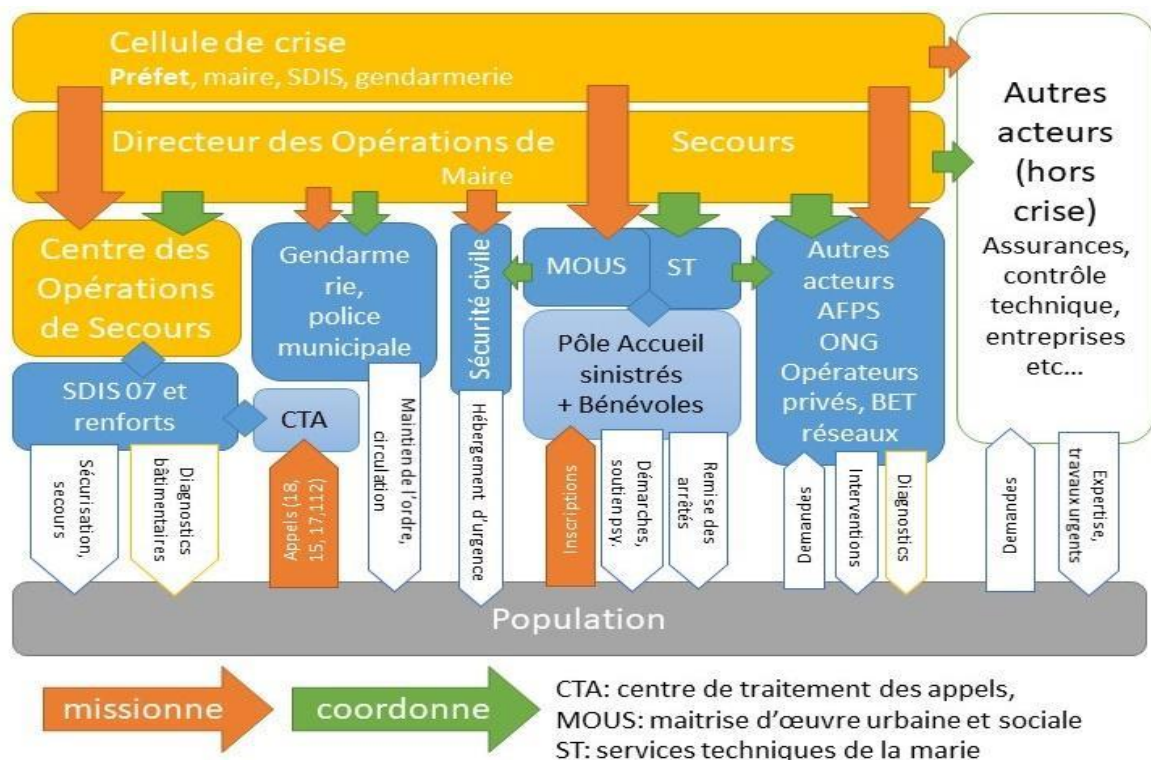 Cellule de crise
Préfet, maire, SDIS, gendarmerie
Directeur des Opérations de Secours
Maire
Autres
acteurs
(hors
crise)
Assurances,
contrôle
technique,
entreprises
etc…
Centre des
Opérations
de Secours
Gendarme
rie,
police
municipale
Sécurité civile
MOUS
ST
Autres
acteurs
AFPS
ONG
Opérateurs
privés, BET
réseaux
SDIS 07 et
renforts
CTA
Pôle Accueil
sinistrés
+ Bénévoles
Sécurisation,
secours
Diagnostics
bâtimentaires
Appels (18,
15, 17,112)
Maintien de l'ordre,
circulation
Hébergement d'urgence
Inscriptions
Démarches,
soutien psy,
Remise des
arrêtés
Demandes
Interventions
Diagnostics
Demandes
Expertise,
travaux urgents
Population
missionne
coordonne
CTA: centre de traitement des appels,
MOUS: maitrise d'œuvre urbaine et sociale
ST: services techniques de la marie